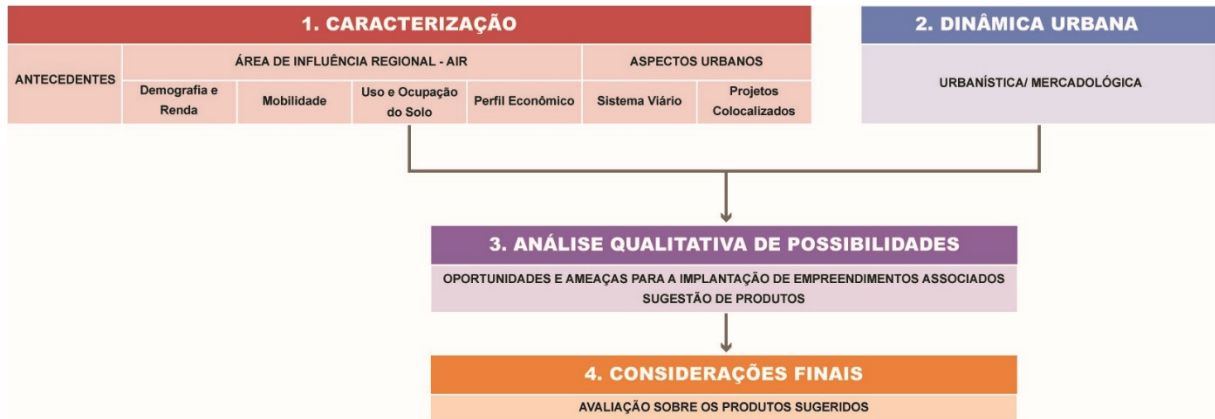 1. CARACTERIZAÇÃO
ANTECEDENTES
ÁREA DE INFLUÊNCIA REGIONAL - AIR
Demografia e
Renda
Mobilidade
Uso e Ocupação
do Solo
Perfil Econômico
ASPECTOS URBANOS
Sistema Viário
Projetos
Colocalizados
2. DINÂMICA URBANA
URBANÍSTICA/ MERCADOLÓGICA
3. ANÁLISE QUALITATIVA DE POSSIBILIDADES
OPORTUNIDADES E AMEAÇAS PARA A IMPLANTAÇÃO DE EMPREENDIMENTOS ASSOCIADOS
SUGESTÃO DE PRODUTOS
4. CONSIDERAÇÕES FINAIS
AVALIAÇÃO SOBRE OS PRODUTOS SUGERIDOS